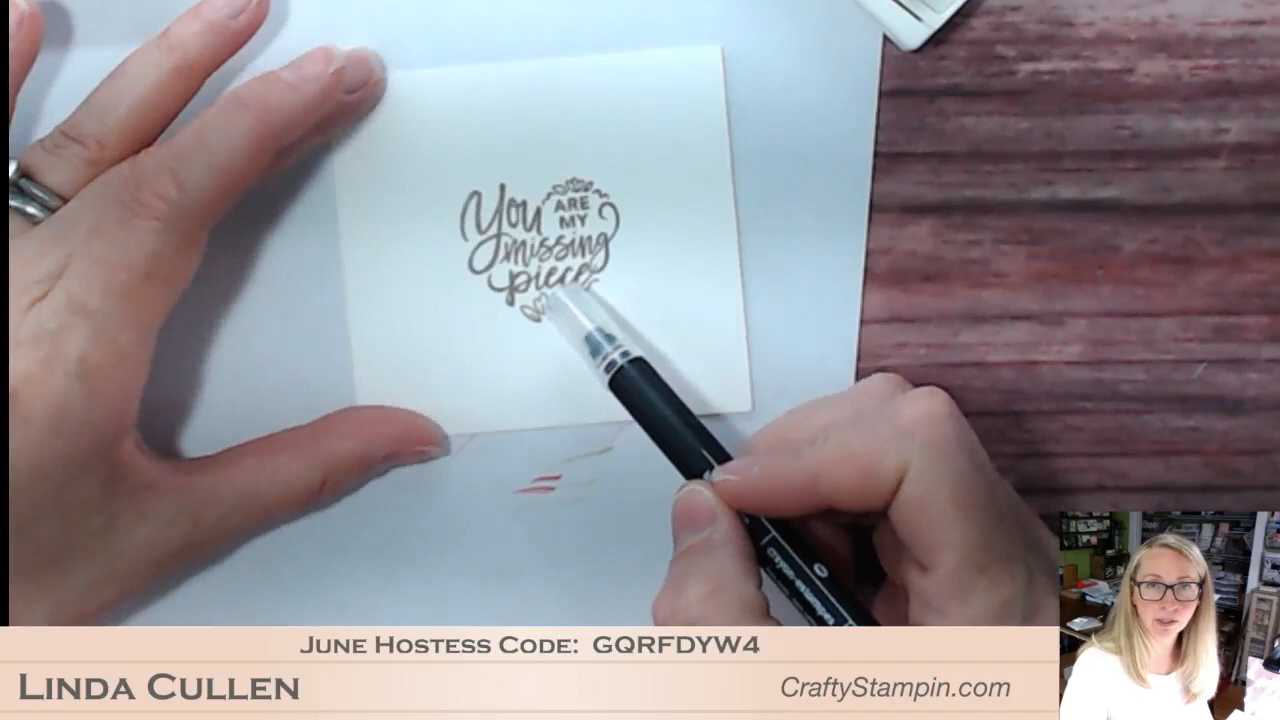 You ARE
MY
missing
piece
JUNE HOSTESS CODE: GQRFDYW4
LINDA CULLEN
CraftyStampin.com